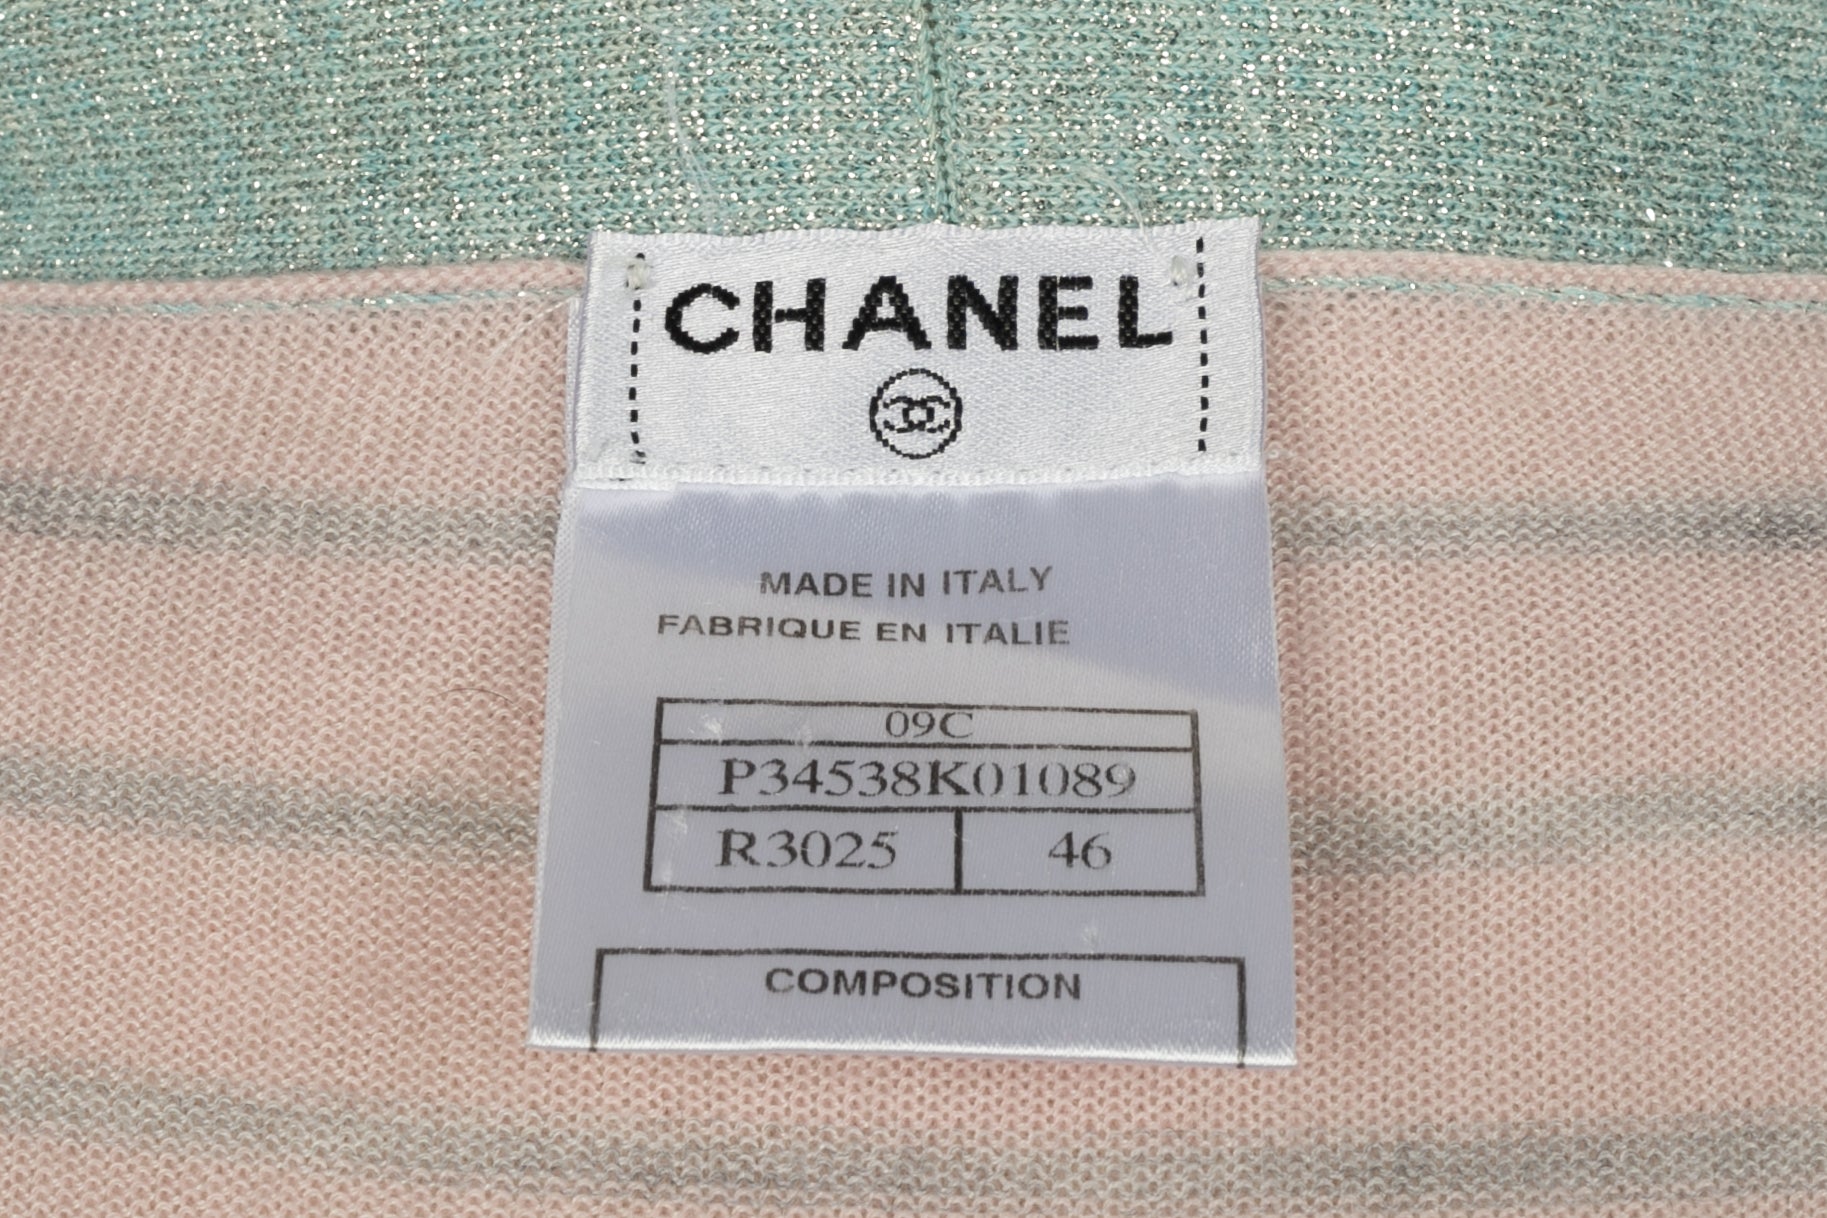 CHANEL
MADE IN ITALY
FABRIQUE EN ITALIE
09C
P34538K01089
R3025 46
COMPOSITION